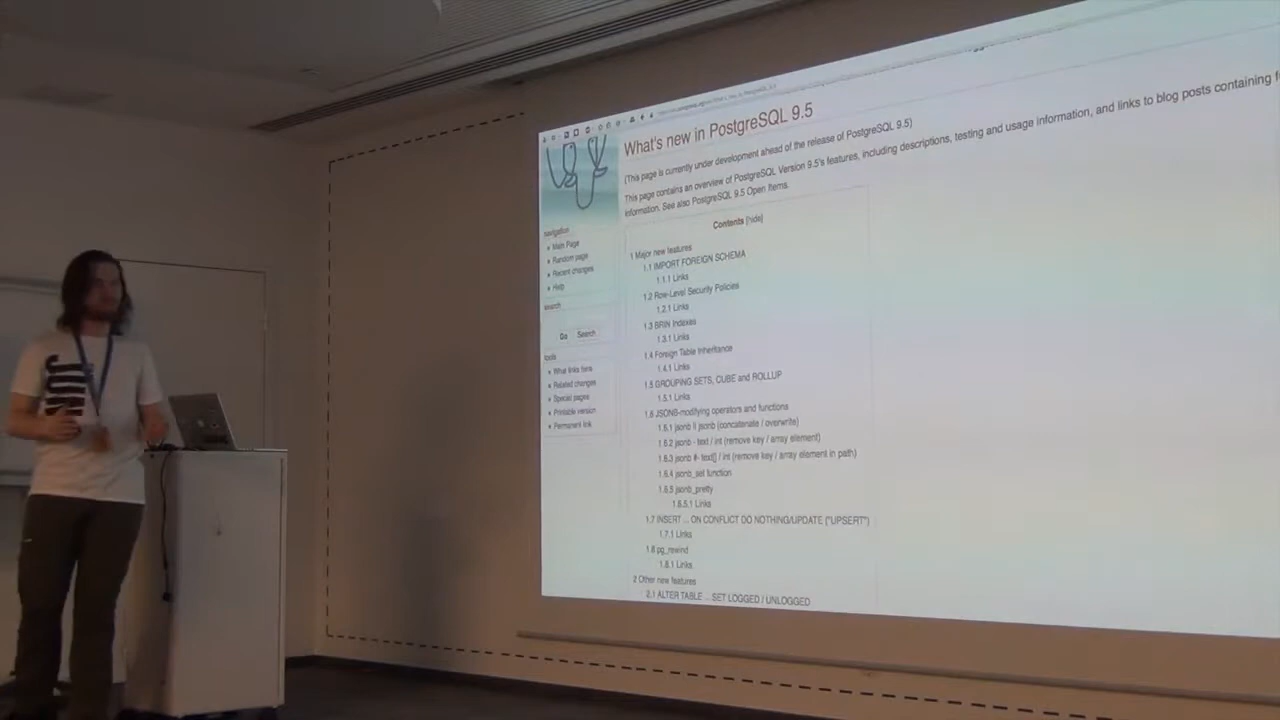 What's new in PostgreSQL 9.5
(This page is currently under development ahead of the release of PostgreSQL 9.5)
This page contains an overview of PostgreSQL Version 9.5's features, including descriptions, testing and usage information, and links to blog posts containing
information. See also PostgreSQL 9.5 Open Items.
navigation
Main Page
Random page
Recent changes
Help
search
Go Search
tools
What links here
Related changes
Special pages
Printable version
Permanent link
Contents [hide]
1 Major new features
1.1 IMPORT FOREIGN SCHEMA
1.1.1 Links
1.2 Row-Level Security Policies
1.2.1 Links
1.3 BRIN Indexes
1.3.1 Links
1.4 Foreign Table Inheritance
1.4.1 Links
1.5 GROUPING SETS, CUBE and ROLLUP
1.5.1 Links
1.6 JSONB-modifying operators and functions
1.6.1 jsonb || jsonb (concatenate / overwrite)
1.6.2 jsonb - text / int (remove key / array element)
1.6.3 jsonb #- text[] / int (remove key / array element in path)
1.6.4 jsonb_set function
1.6.5 jsonb_pretty
1.6.5.1 Links
1.7 INSERT ... ON CONFLICT DO NOTHING/UPDATE ("UPSERT")
1.7.1 Links
1.8 pg_rewind
1.8.1 Links
2 Other new features
2.1 ALTER TABLE ... SET LOGGED / UNLOGGED
JUN